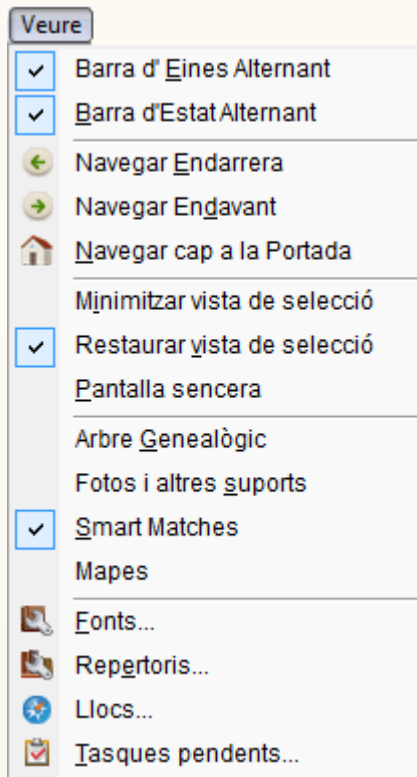 Veure
Barra d' Eines Alternant
Barra d'Estat Alternant
Navegar Endarrera
Navegar Endavant
Navegar cap a la Portada
Minimitzar vista de selecció
Restaurar vista de selecció
Pantalla sencera
Arbre Genealògic
Fotos i altres suports
Smart Matches
Mapes
Fonts...
Repertoris...
Llocs...
Tasques pendents...